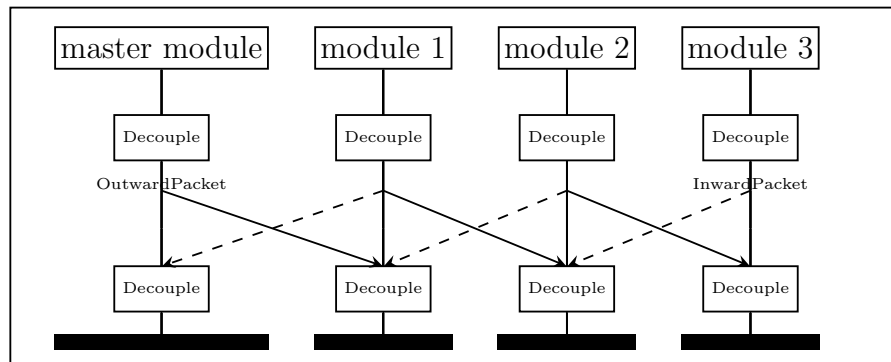 master module module 1 module 2 module 3
Decouple Decouple Decouple Decouple
OutwardPacket InwardPacket
Decouple Decouple Decouple Decouple